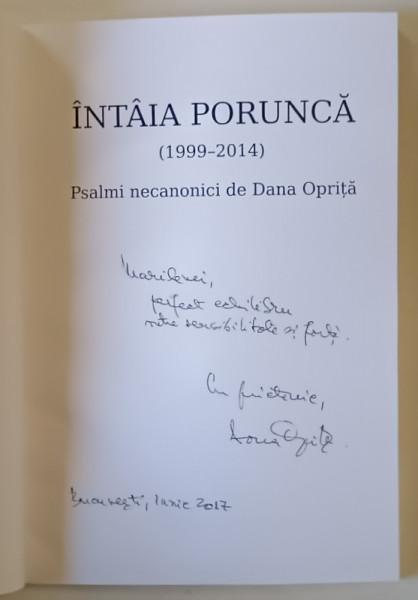 ÎNTÂIA PORUNCĂ
(1999–2014)
Psalmi necanonici de Dana Opriță
Marilenei,
perfect echilibru
între sensibilitate și forță.
Cu prietenie,
Dana Opriță
București, Iunie 2017